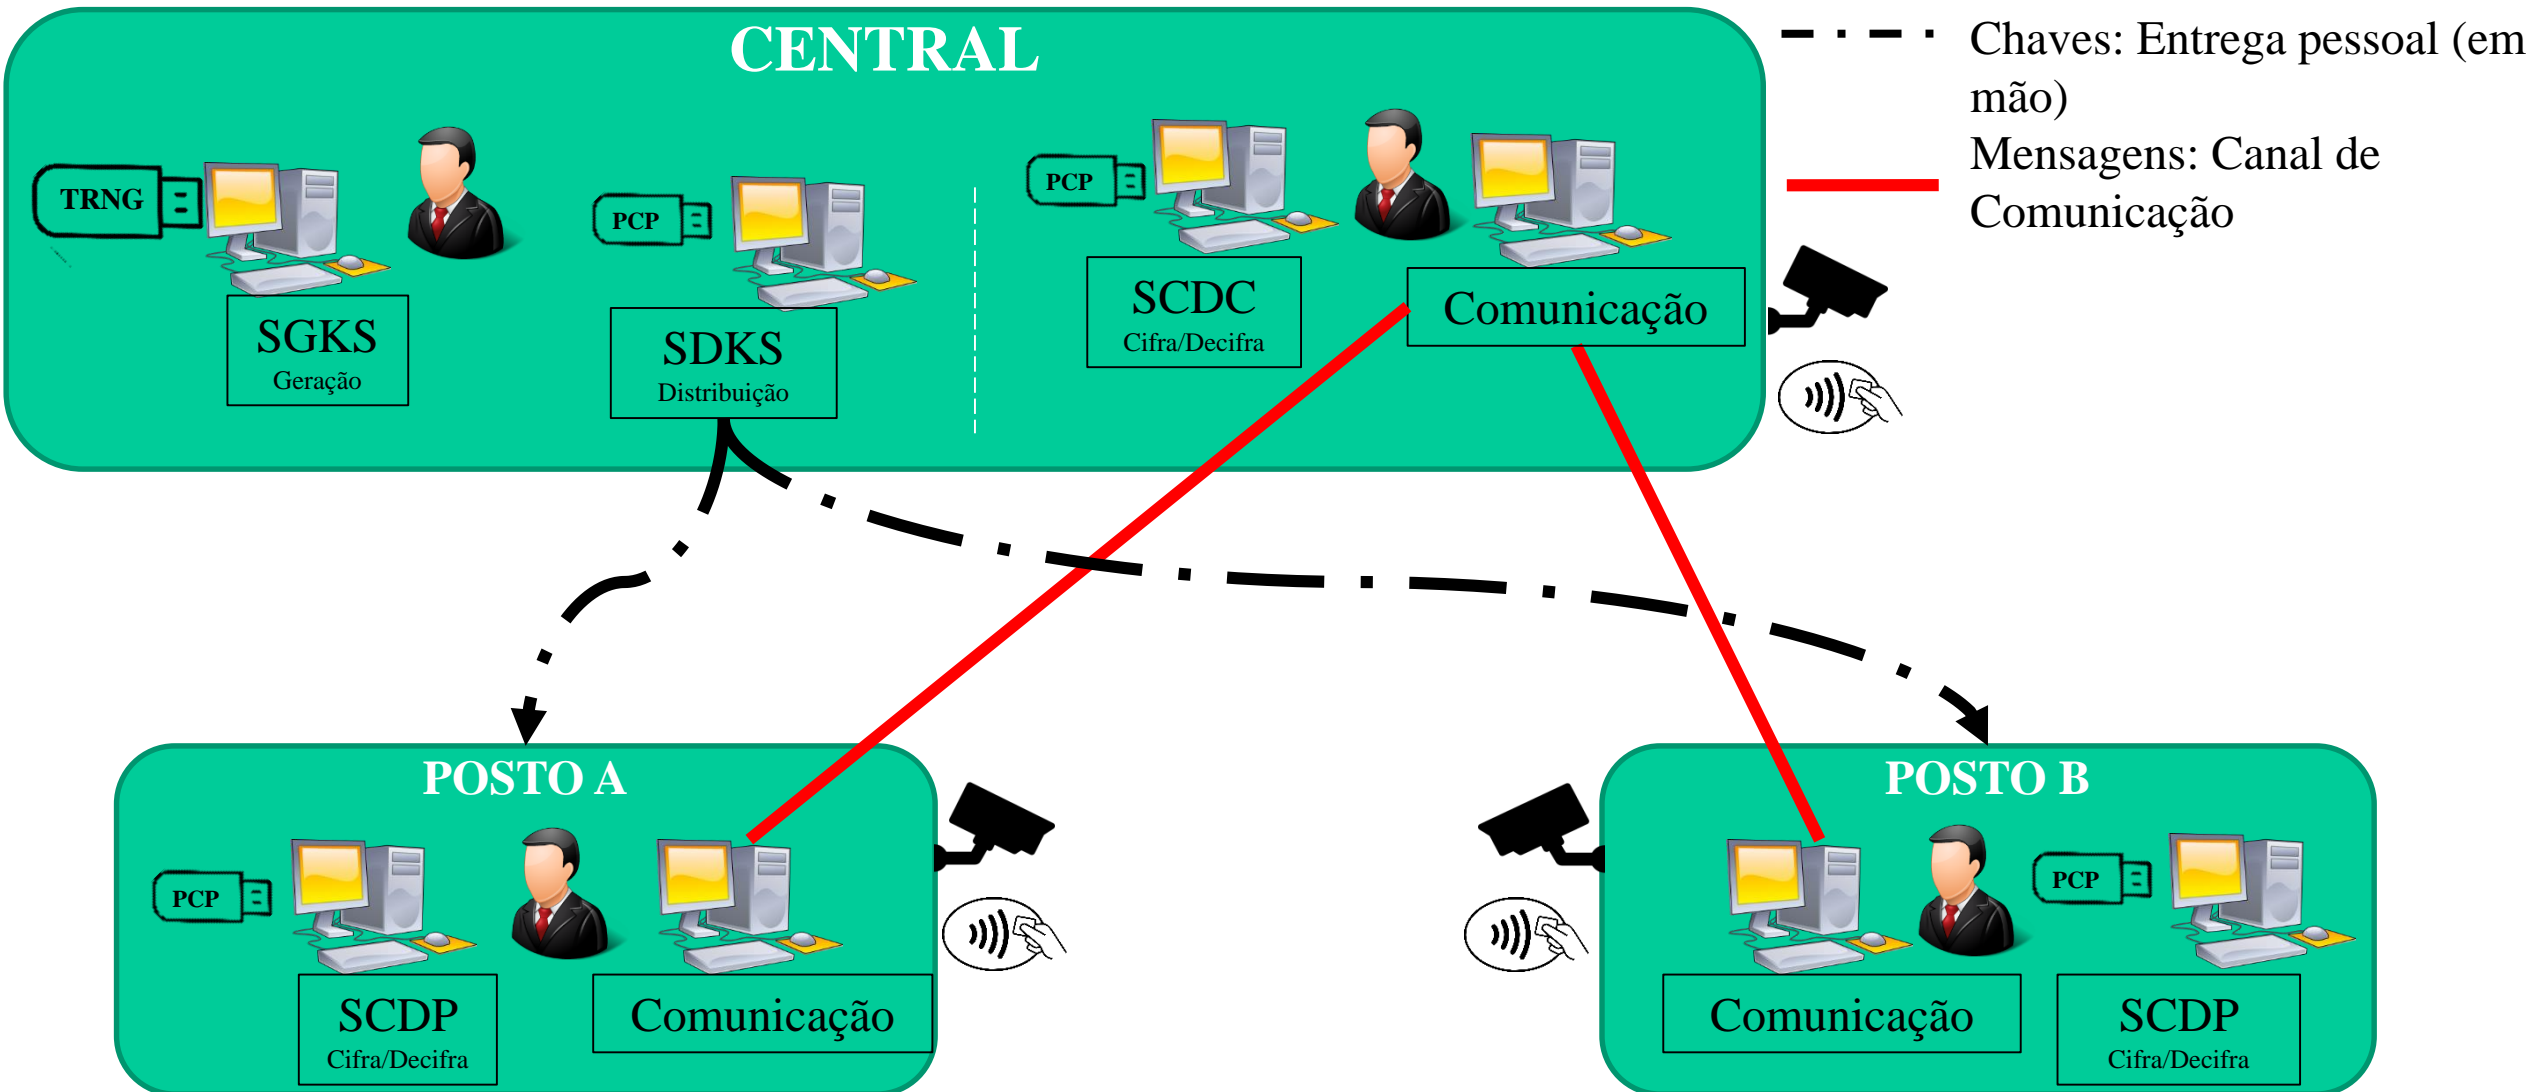 CENTRAL
Chaves: Entrega pessoal (em
mão)
Mensagens: Canal de
Comunicação
TRNG
PCP
PCP
SGKS
Geração
SDKS
Distribuição
SCDC
Cifra/Decifra
Comunicação
POSTO A
PCP
SCDP
Cifra/Decifra
Comunicação
POSTO B
PCP
Comunicação
SCDP
Cifra/Decifra